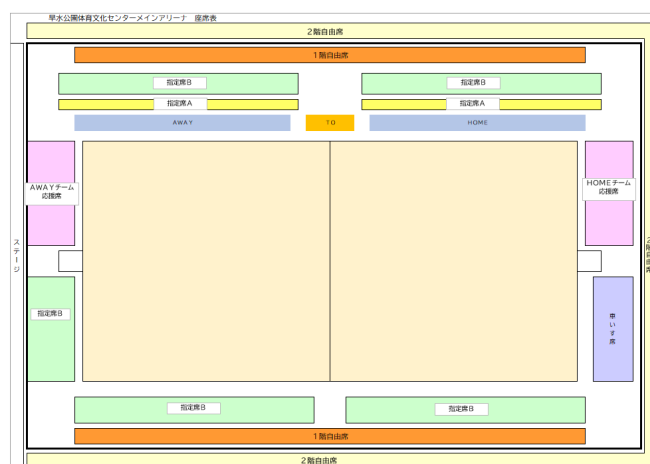 早水公園体育文化センターメインアリーナ 座席表
２階自由席
１階自由席
指定席B
指定席B
指定席A
指定席A
AWAY
TO
HOME
AWAYチーム
応援席
HOMEチーム
応援席
ステージ
２階自由席
指定席B
車いす席
指定席B
指定席B
１階自由席
２階自由席